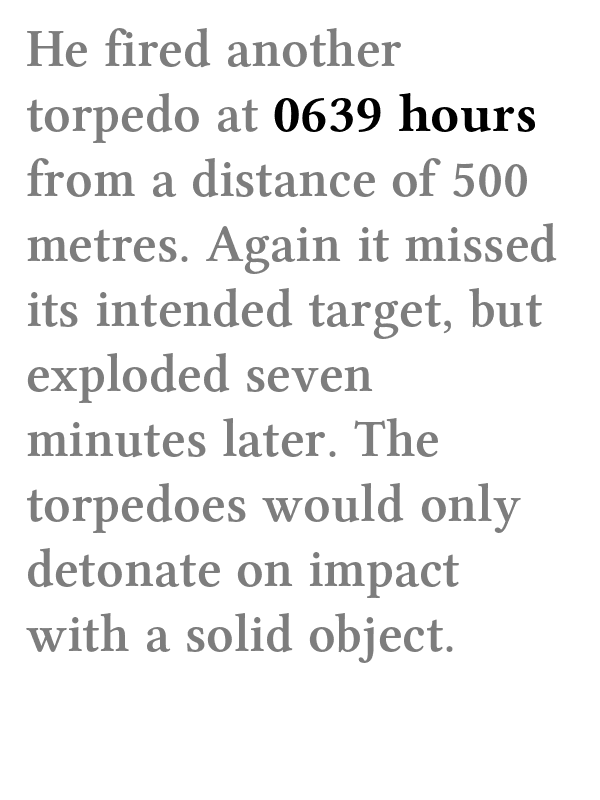 He fired another
torpedo at 0639 hours
from a distance of 500
metres. Again it missed
its intended target, but
exploded seven
minutes later. The
torpedoes would only
detonate on impact
with a solid object.